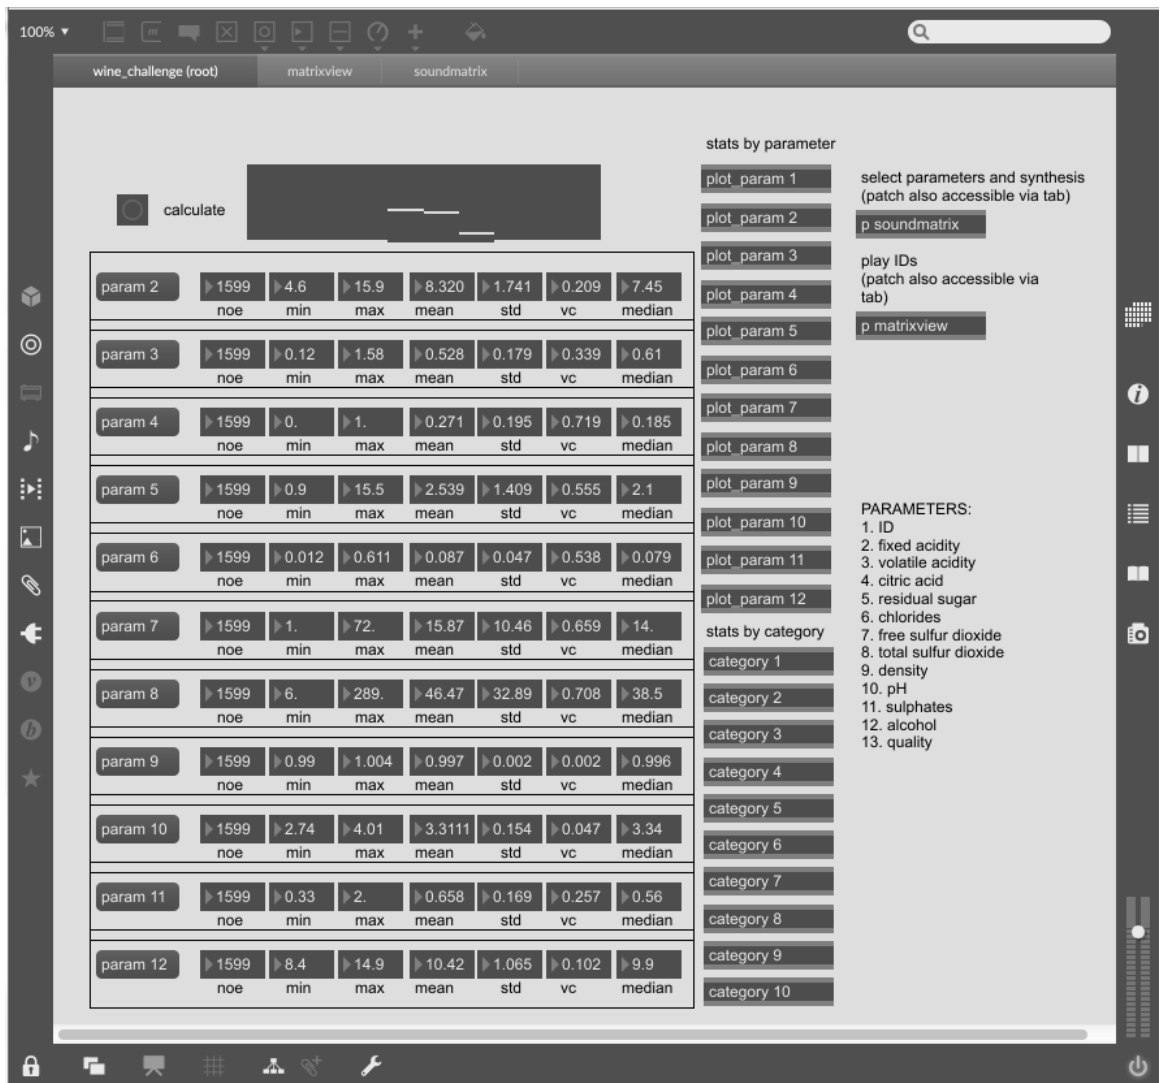 100%
wine_challenge (root) matrixview soundmatrix
calculate
param 2 1599 4.6 15.9 8.320 1.741 0.209 7.45
noe min max mean std vc median
param 3 1599 0.12 1.58 0.528 0.179 0.339 0.61
noe min max mean std vc median
param 4 1599 0. 1. 0.271 0.195 0.719 0.185
noe min max mean std vc median
param 5 1599 0.9 15.5 2.539 1.409 0.555 2.1
noe min max mean std vc median
param 6 1599 0.012 0.611 0.087 0.047 0.538 0.079
noe min max mean std vc median
param 7 1599 1. 72. 15.87 10.46 0.659 14.
noe min max mean std vc median
param 8 1599 6. 289. 46.47 32.89 0.708 38.5
noe min max mean std vc median
param 9 1599 0.99 1.004 0.997 0.002 0.002 0.996
noe min max mean std vc median
param 10 1599 2.74 4.01 3.3111 0.154 0.047 3.34
noe min max mean std vc median
param 11 1599 0.33 2. 0.658 0.169 0.257 0.56
noe min max mean std vc median
param 12 1599 8.4 14.9 10.42 1.065 0.102 9.9
noe min max mean std vc median
stats by parameter
plot_param 1
plot_param 2
plot_param 3
plot_param 4
plot_param 5
plot_param 6
plot_param 7
plot_param 8
plot_param 9
plot_param 10
plot_param 11
plot_param 12
stats by category
category 1
category 2
category 3
category 4
category 5
category 6
category 7
category 8
category 9
category 10
select parameters and synthesis
(patch also accessible via tab)
p soundmatrix
play IDs
(patch also accessible via
tab)
p matrixview
PARAMETERS:
1. ID
2. fixed acidity
3. volatile acidity
4. citric acid
5. residual sugar
6. chlorides
7. free sulfur dioxide
8. total sulfur dioxide
9. density
10. pH
11. sulphates
12. alcohol
13. quality